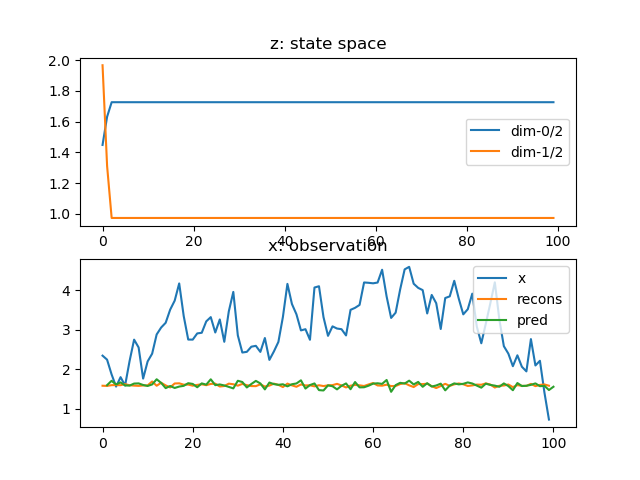 z: state space
2.0
1.8
1.6
1.4
1.2
1.0
dim-0/2
dim-1/2
0 20 40 60 80 100
x: observation
4
3
2
1
x
recons
pred
0 20 40 60 80 100